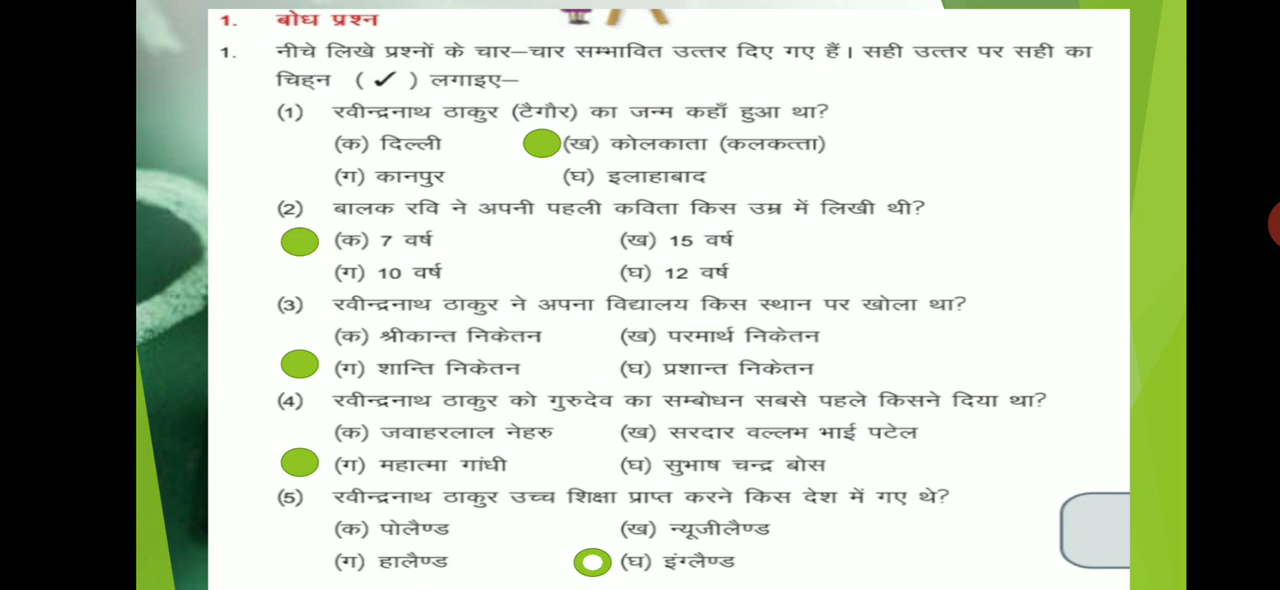 1. बोध प्रश्न
1. नीचे लिखे प्रश्नों के चार–चार सम्भावित उत्तर दिए गए हैं। सही उत्तर पर सही का
चिह्न ( ✓ ) लगाइए–
(1) रवीन्द्रनाथ ठाकुर (टैगौर) का जन्म कहाँ हुआ था?
(क) दिल्ली (ख) कोलकाता (कलकत्ता)
(ग) कानपुर (घ) इलाहाबाद
(2) बालक रवि ने अपनी पहली कविता किस उम्र में लिखी थी?
(क) 7 वर्ष (ख) 15 वर्ष
(ग) 10 वर्ष (घ) 12 वर्ष
(3) रवीन्द्रनाथ ठाकुर ने अपना विद्यालय किस स्थान पर खोला था?
(क) श्रीकान्त निकेतन (ख) परमार्थ निकेतन
(ग) शान्ति निकेतन (घ) प्रशान्त निकेतन
(4) रवीन्द्रनाथ ठाकुर को गुरुदेव का सम्बोधन सबसे पहले किसने दिया था?
(क) जवाहरलाल नेहरु (ख) सरदार वल्लभ भाई पटेल
(ग) महात्मा गांधी (घ) सुभाष चन्द्र बोस
(5) रवीन्द्रनाथ ठाकुर उच्च शिक्षा प्राप्त करने किस देश में गए थे?
(क) पोलैण्ड (ख) न्यूजीलैण्ड
(ग) हालैण्ड (घ) इंग्लैण्ड